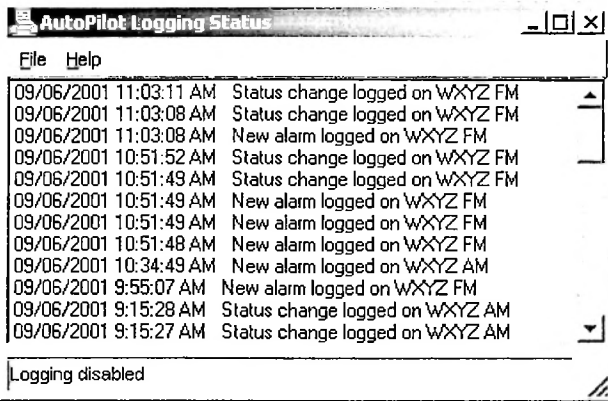 AutoPilot Logging Status
File Help
09/06/2001 11:03:11 AM Status change logged on WXYZ FM
09/06/2001 11:03:08 AM Status change logged on WXYZ FM
09/06/2001 11:03:08 AM New alarm logged on WXYZ FM
09/06/2001 10:51:52 AM Status change logged on WXYZ FM
09/06/2001 10:51:49 AM Status change logged on WXYZ FM
09/06/2001 10:51:49 AM New alarm logged on WXYZ FM
09/06/2001 10:51:49 AM New alarm logged on WXYZ FM
09/06/2001 10:51:48 AM New alarm logged on WXYZ FM
09/06/2001 10:34:49 AM New alarm logged on WXYZ AM
09/06/2001 9:55:07 AM New alarm logged on WXYZ FM
09/06/2001 9:15:28 AM Status change logged on WXYZ AM
09/06/2001 9:15:27 AM Status change logged on WXYZ AM
Logging disabled